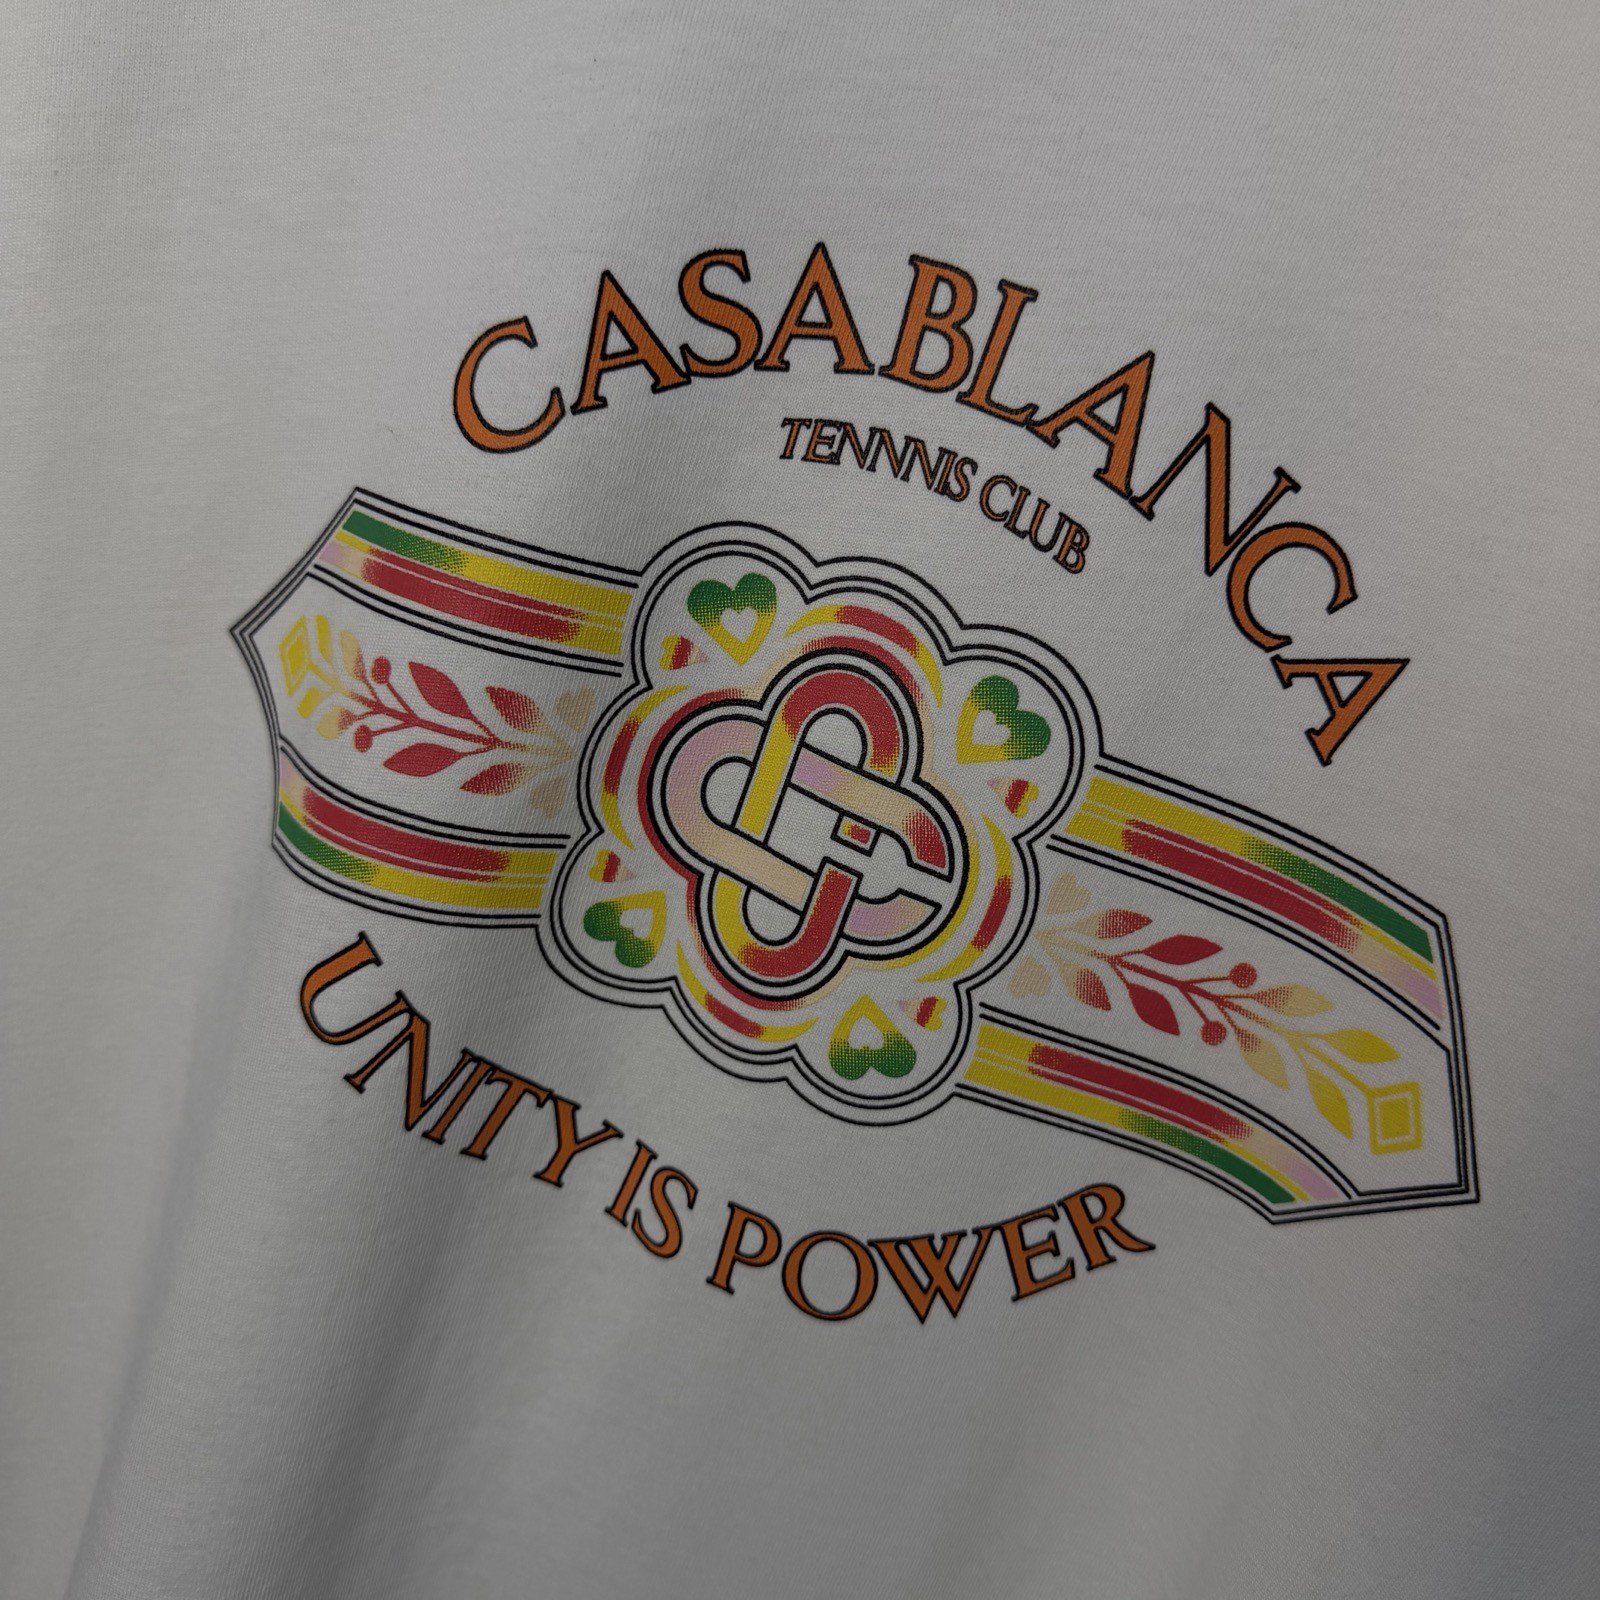 CASABLANCA
TENNNIS CLUB
UNITY IS POWER